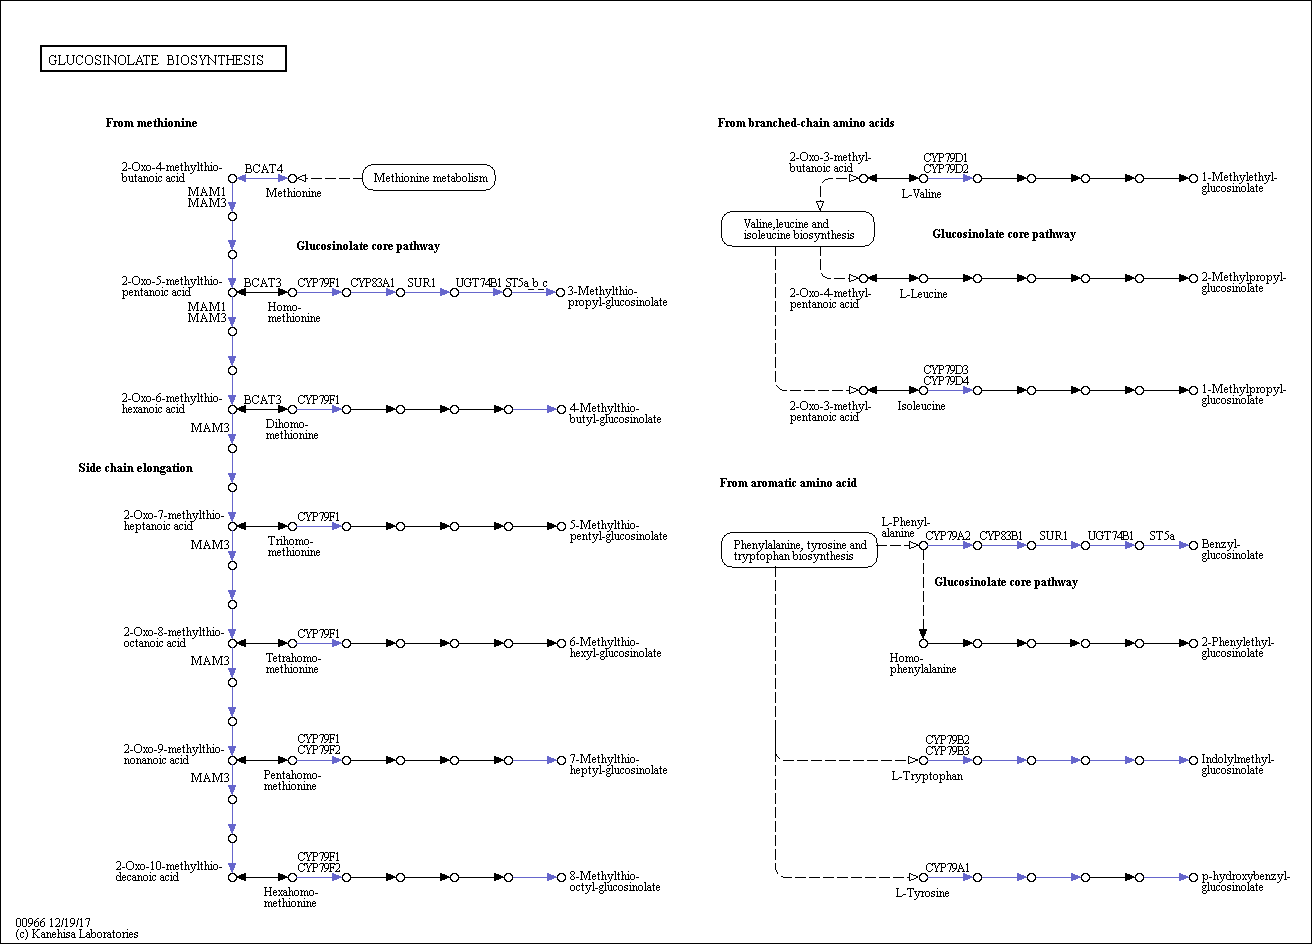 GLUCOSINOLATE BIOSYNTHESIS
From methionine
2-Oxo-4-methylthio-
butanoic acid
BCAT4
Methionine
Methionine metabolism
MAM1
MAM3
Glucosinolate core pathway
2-Oxo-5-methylthio-
pentanoic acid
BCAT3
CYP79F1
CYP83A1
SUR1
UGT74B1
ST5a b c
3-Methylthio-
propyl-glucosinolate
Homo-
methionine
MAM1
MAM3
2-Oxo-6-methylthio-
hexanoic acid
BCAT3
CYP79F1
4-Methylthio-
butyl-glucosinolate
Dihomo-
methionine
MAM3
Side chain elongation
2-Oxo-7-methylthio-
heptanoic acid
CYP79F1
5-Methylthio-
pentyl-glucosinolate
Trihomo-
methionine
MAM3
2-Oxo-8-methylthio-
octanoic acid
CYP79F1
6-Methylthio-
hexyl-glucosinolate
Tetrahomo-
methionine
MAM3
2-Oxo-9-methylthio-
nonanoic acid
CYP79F1
CYP79F2
7-Methylthio-
heptyl-glucosinolate
Pentahomo-
methionine
MAM3
2-Oxo-10-methylthio-
decanoic acid
CYP79F1
CYP79F2
8-Methylthio-
octyl-glucosinolate
Hexahomo-
methionine
From branched-chain amino acids
2-Oxo-3-methyl-
butanoic acid
CYP79D1
CYP79D2
L-Valine
1-Methylethyl-
glucosinolate
Valine,leucine and
isoleucine biosynthesis
Glucosinolate core pathway
2-Oxo-4-methyl-
pentanoic acid
L-Leucine
2-Methylpropyl-
glucosinolate
CYP79D3
CYP79D4
2-Oxo-3-methyl-
pentanoic acid
Isoleucine
1-Methylpropyl-
glucosinolate
From aromatic amino acid
Phenylalanine, tyrosine and
tryptophan biosynthesis
L-Phenyl-
alanine
CYP79A2
CYP83B1
SUR1
UGT74B1
ST5a
Benzyl-
glucosinolate
Glucosinolate core pathway
Homo-
phenylalanine
2-Phenylethyl-
glucosinolate
CYP79B2
CYP79B3
L-Tryptophan
Indolylmethyl-
glucosinolate
CYP79A1
L-Tyrosine
p-hydroxybenzyl-
glucosinolate
00966 12/19/17
(c) Kanehisa Laboratories